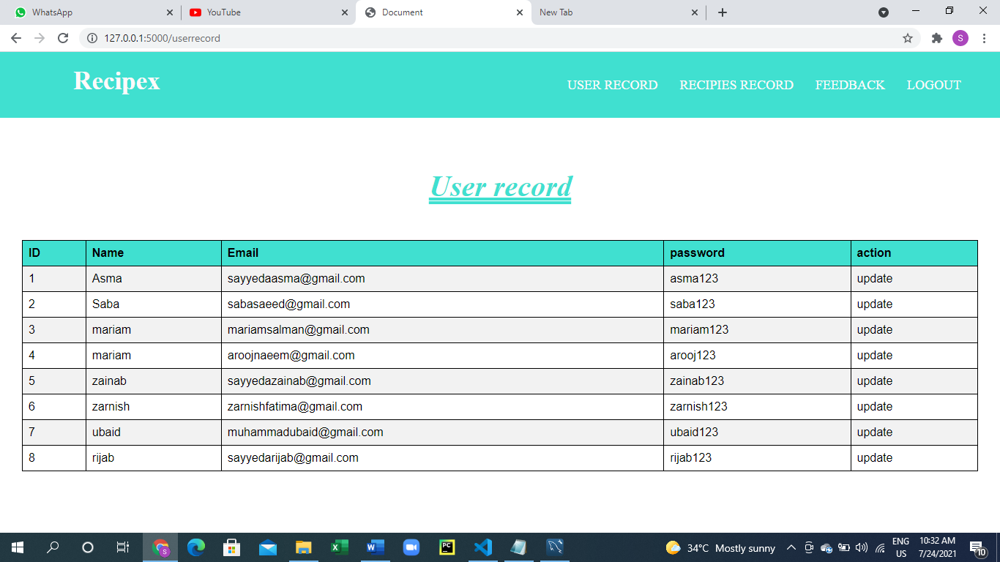 WhatsApp
YouTube
Document
New Tab
127.0.0.1:5000/userrecord
S
Recipex
USER RECORD RECIPIES RECORD FEEDBACK LOGOUT
User record
ID Name Email password action
1 Asma sayyedaasma@gmail.com asma123 update
2 Saba sabasaeed@gmail.com saba123 update
3 mariam mariamsalman@gmail.com mariam123 update
4 mariam aroojnaeem@gmail.com arooj123 update
5 zainab sayyedazainab@gmail.com zainab123 update
6 zarnish zarnishfatima@gmail.com zarnish123 update
7 ubaid muhammadubaid@gmail.com ubaid123 update
8 rijab sayyedarijab@gmail.com rijab123 update
34°C Mostly sunny
ENG
US
10:32 AM
7/24/2021
10